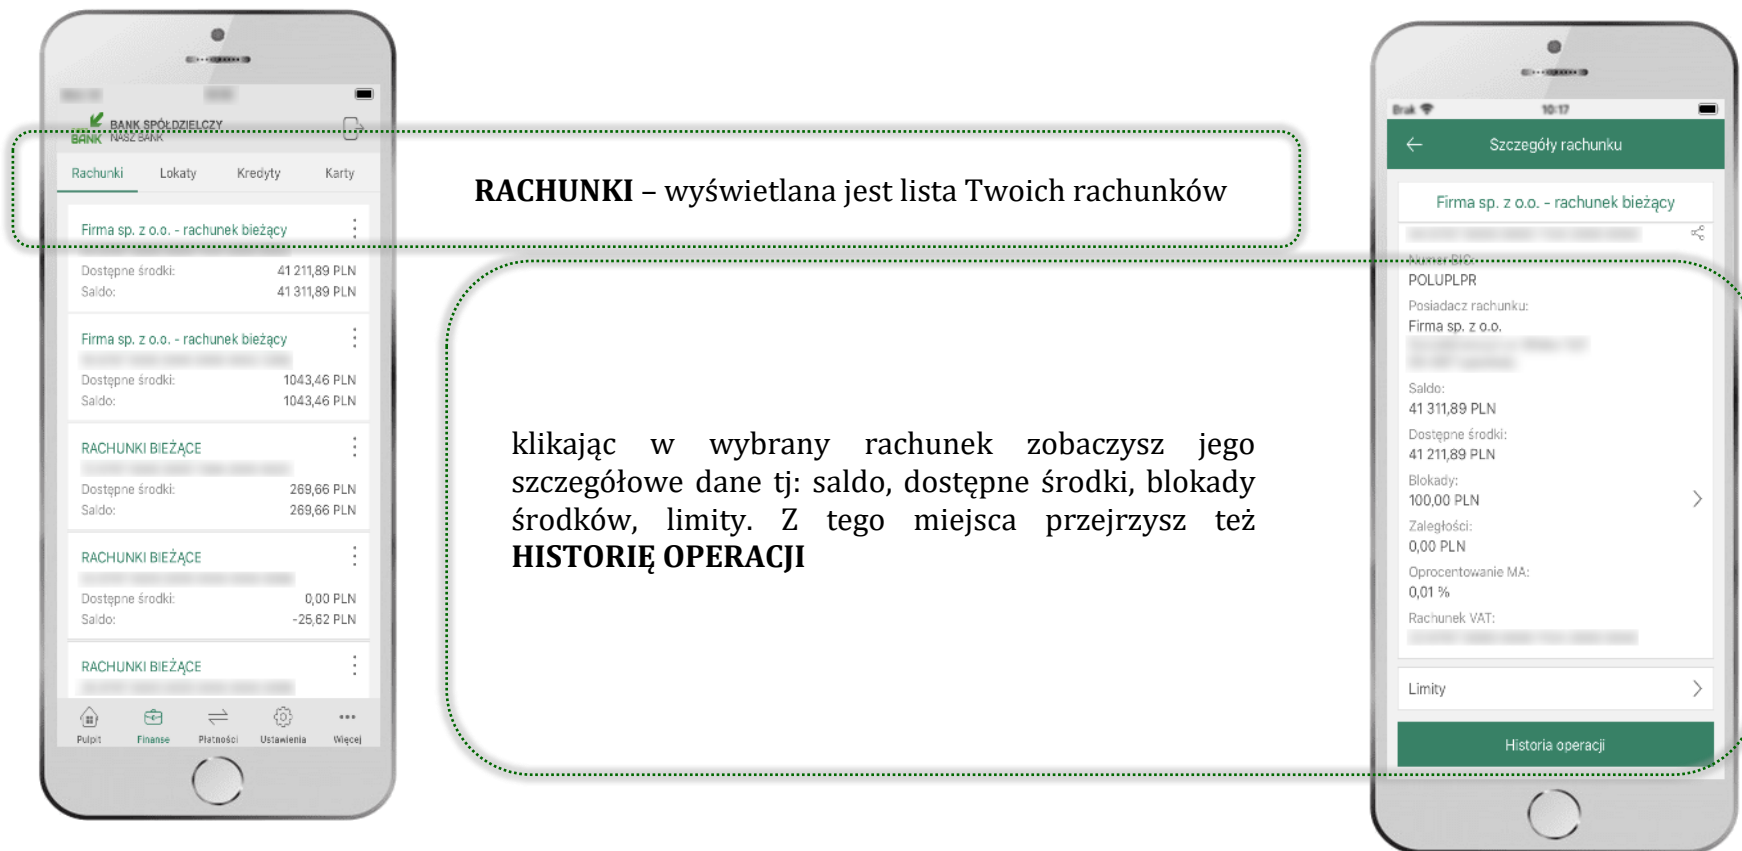 BANK SPÓŁDZIELCZY
BANK NASZ BANK
Rachunki Lokaty Kredyty Karty
Firma sp. z o.o. - rachunek bieżący
Dostępne środki: 41 211,89 PLN
Saldo: 41 311,89 PLN
Firma sp. z o.o. - rachunek bieżący
Dostępne środki: 1043,46 PLN
Saldo: 1043,46 PLN
RACHUNKI BIEŻĄCE
Dostępne środki: 269,66 PLN
Saldo: 269,66 PLN
RACHUNKI BIEŻĄCE
Dostępne środki: 0,00 PLN
Saldo: -25,62 PLN
RACHUNKI BIEŻĄCE
Pulpit Finanse Płatności Ustawienia Więcej
RACHUNKI – wyświetlana jest lista Twoich rachunków
klikając w wybrany rachunek zobaczysz jego
szczegółowe dane tj: saldo, dostępne środki, blokady
środków, limity. Z tego miejsca przejrzysz też
HISTORIĘ OPERACJI
Brak 10:17
Szczegóły rachunku
Firma sp. z o.o. - rachunek bieżący
Numer BIC:
POLUPLPR
Posiadacz rachunku:
Firma sp. z o.o.
Saldo:
41 311,89 PLN
Dostępne środki:
41 211,89 PLN
Blokady:
100,00 PLN
Zaległości:
0,00 PLN
Oprocentowanie MA:
0,01 %
Rachunek VAT:
Limity
Historia operacji